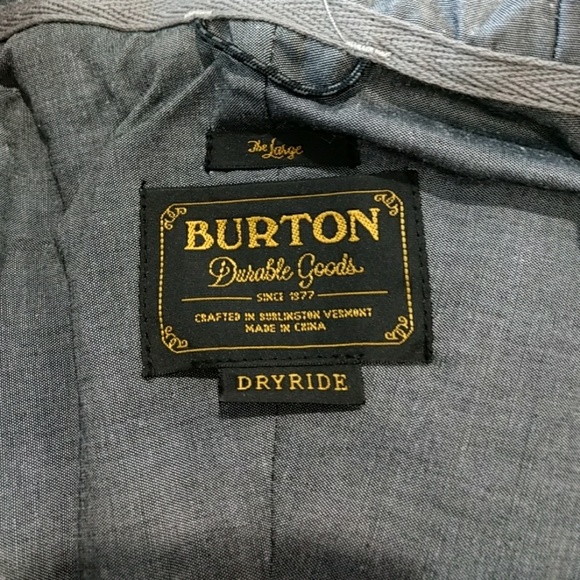 The Large
BURTON
Durable Goods
SINCE 1977
CRAFTED IN BURLINGTON VERMONT
MADE IN CHINA
DRYRIDE